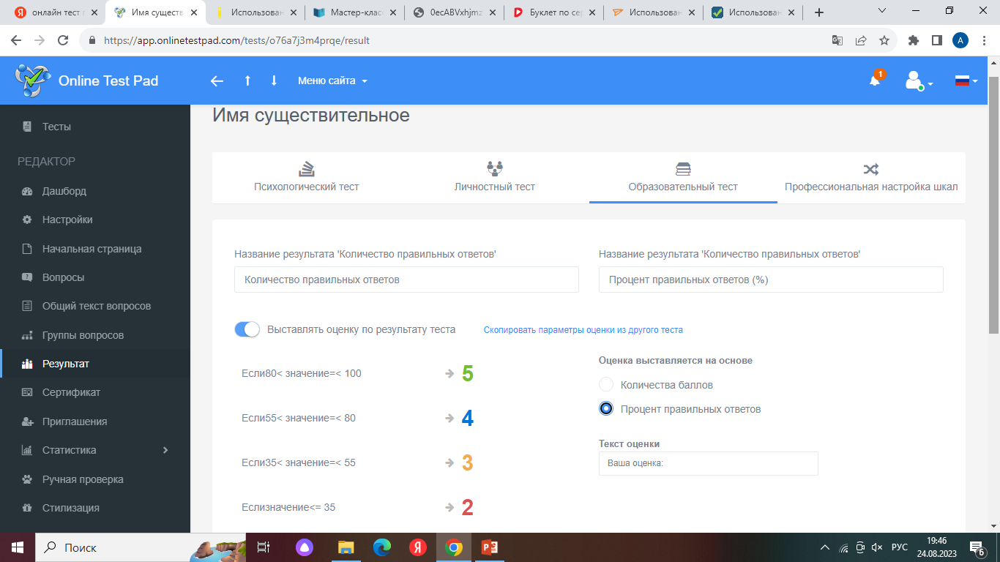 онлайн тест п
Имя существ
Использован
Мастер-клас
0ecABVxhjmz
Буклет по се
Использован
Использован
https://app.onlinetestpad.com/tests/o76a7j3m4prqe/result
A
Online Test Pad
Меню сайта
1
Тесты
РЕДАКТОР
Дашборд
Настройки
Начальная страница
Вопросы
Общий текст вопросов
Группы вопросов
Результат
Сертификат
Приглашения
Статистика
Ручная проверка
Стилизация
Имя существительное
Психологический тест
Личностный тест
Образовательный тест
Профессиональная настройка шкал
Название результата 'Количество правильных ответов'
Количество правильных ответов
Название результата 'Количество правильных ответов'
Процент правильных ответов (%)
Выставлять оценку по результату теста
Скопировать параметры оценки из другого теста
Если80< значение=< 100 5
Если55< значение=< 80 4
Если35< значение=< 55 3
Еслизначение<= 35 2
Оценка выставляется на основе
Количества баллов
Процент правильных ответов
Текст оценки
Ваша оценка:
Поиск
РУС
19:46
24.08.2023
6